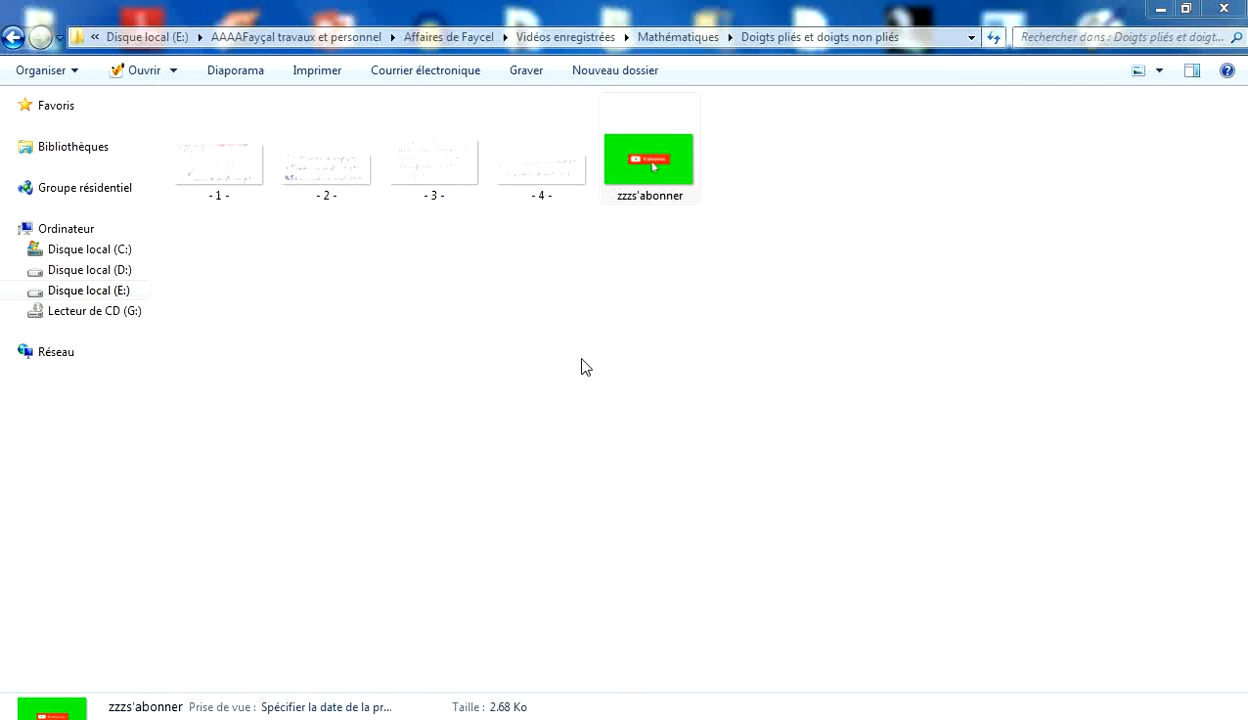 « Disque local (E:) AAAAFayçal travaux et personnel Affaires de Faycel Vidéos enregistrées Mathématiques Doigts pliés et doigts non pliés
Rechercher dans : Doigts pliés et doigt...
Organiser Ouvrir Diaporama Imprimer Courrier électronique Graver Nouveau dossier
Favoris
Bibliothèques
Groupe résidentiel
Ordinateur
Disque local (C:)
Disque local (D:)
Disque local (E:)
Lecteur de CD (G:)
Réseau
- 1 - - 2 - - 3 - - 4 - zzzs'abonner
zzzs'abonner Prise de vue : Spécifier la date de la pr... Taille : 2.68 Ko